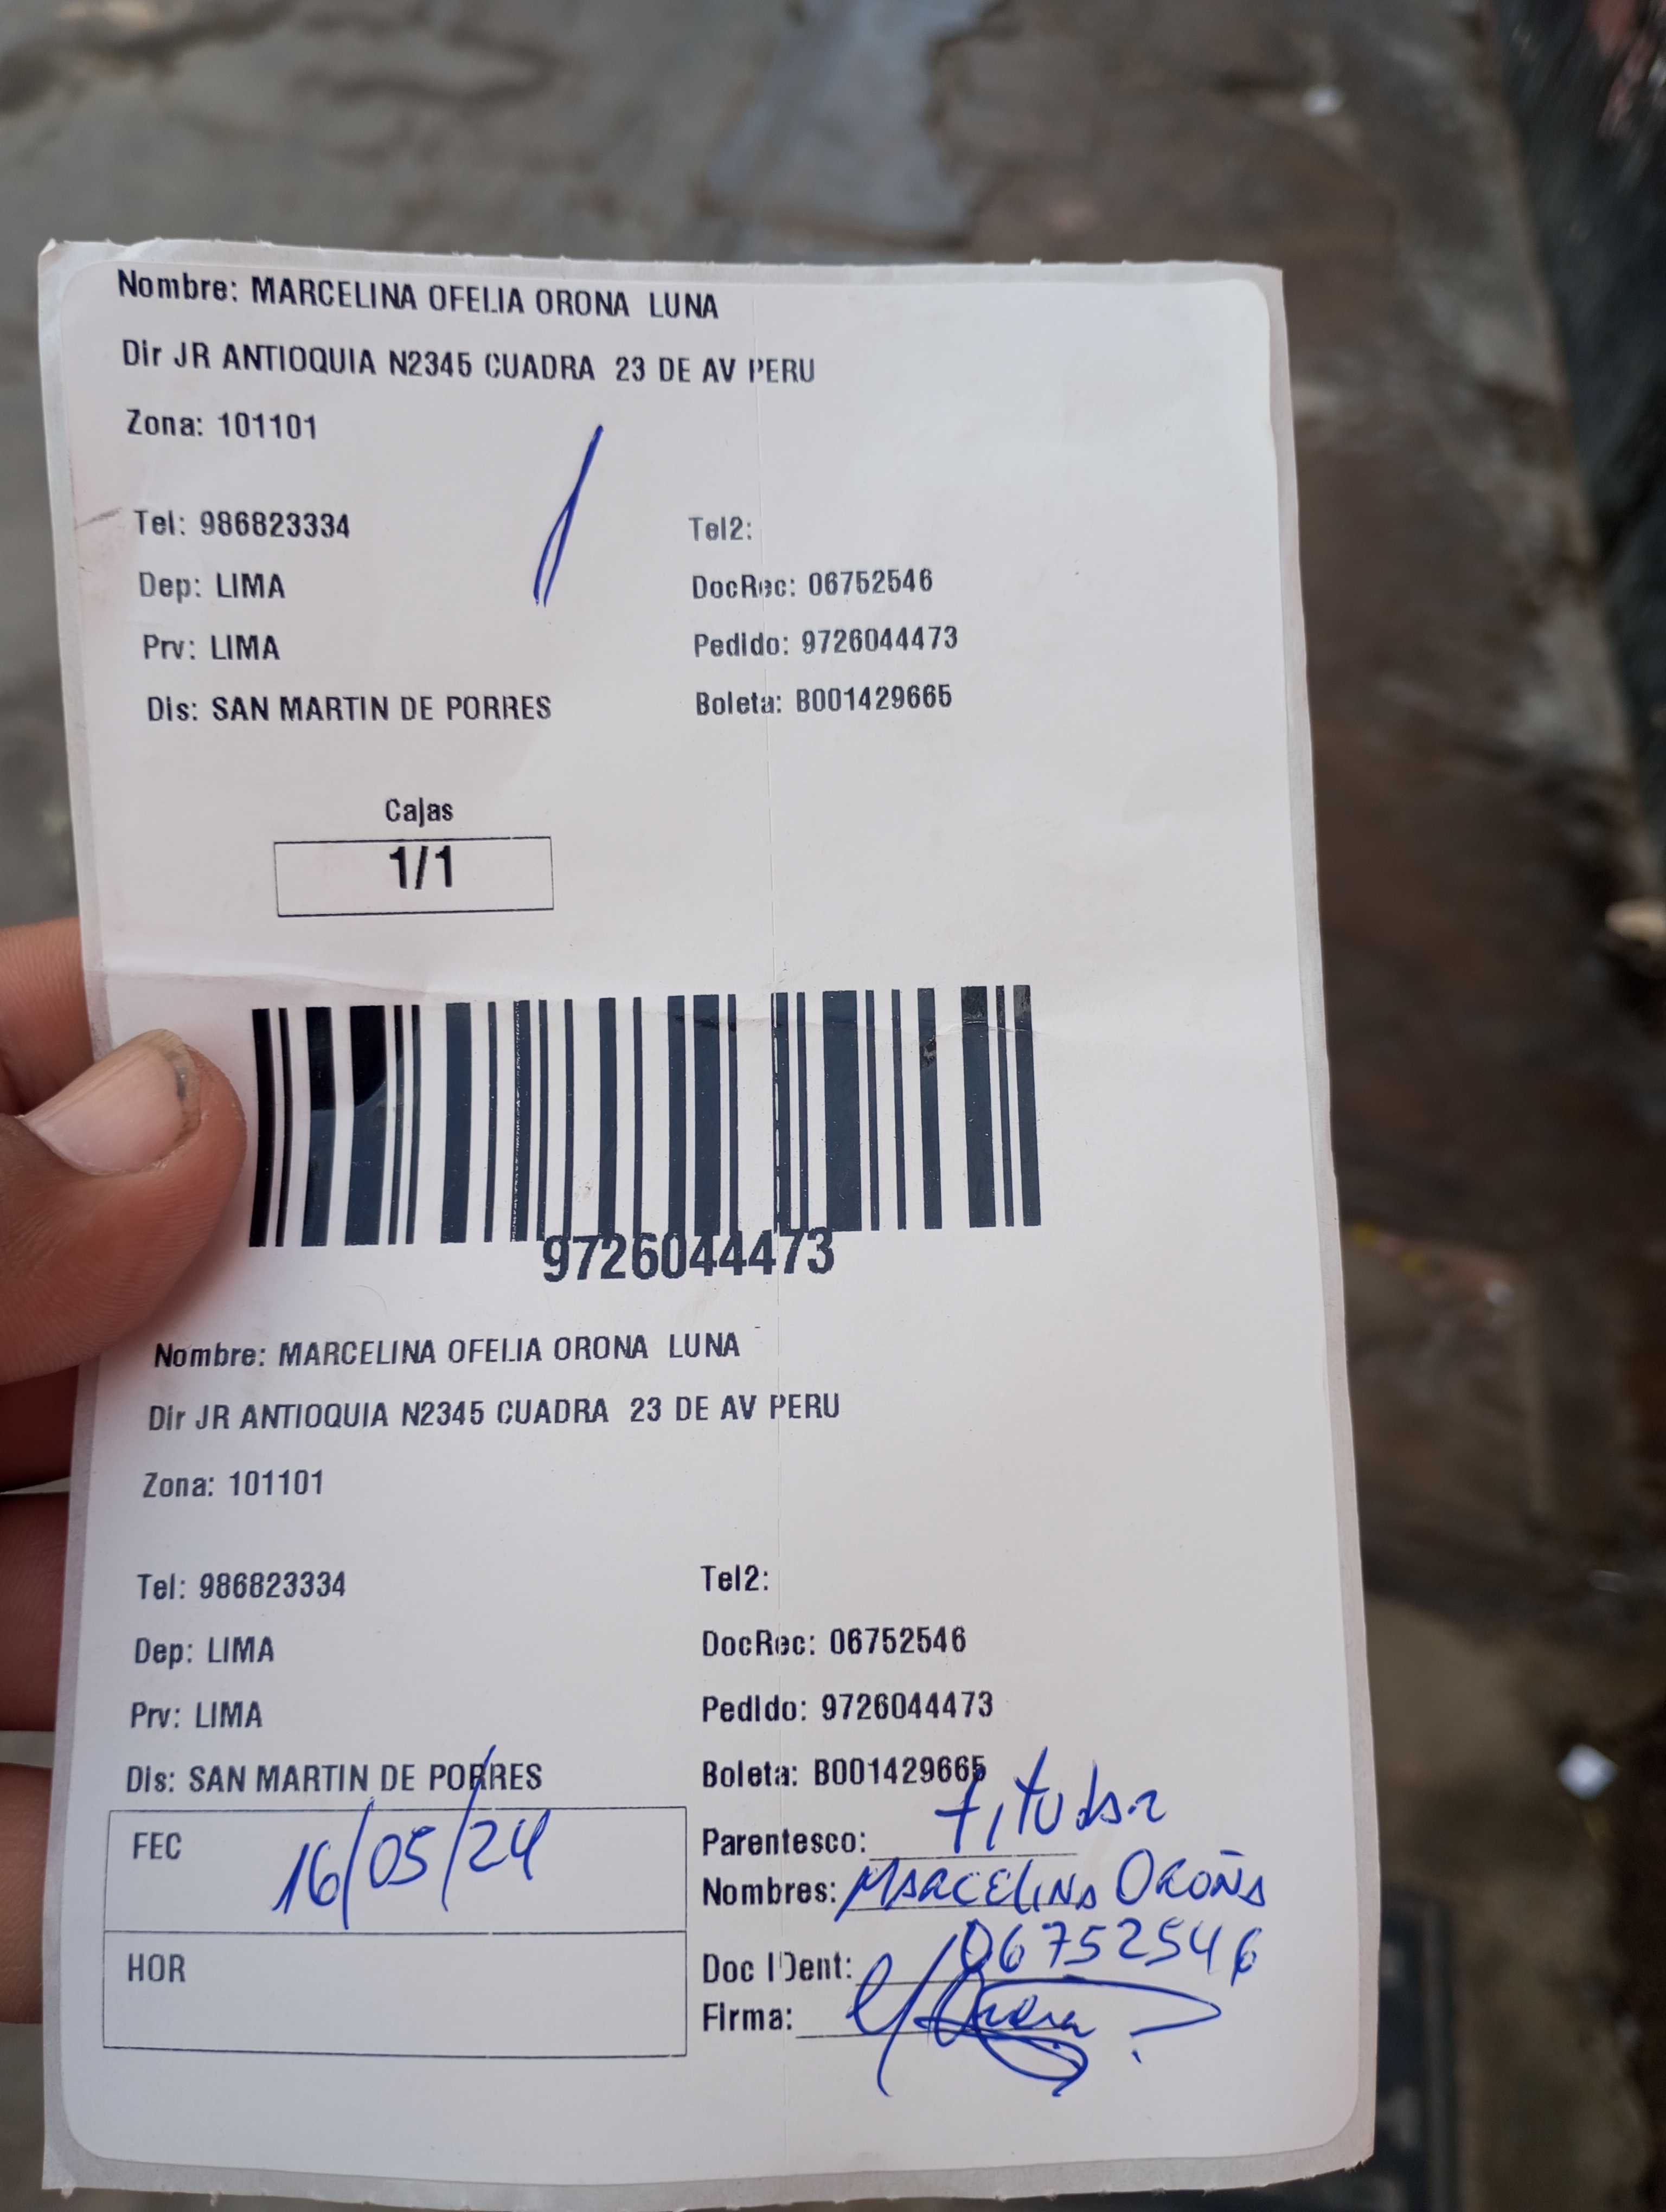 Nombre: MARCELINA OFELIA ORONA LUNA
Dir JR ANTIOQUIA N2345 CUADRA 23 DE AV PERU
Zona: 101101
Tel: 986823334 Tel2:
Dep: LIMA DocRec: 06752546
Prv: LIMA Pedido: 9726044473
Dis: SAN MARTIN DE PORRES Boleta: B001429665
Cajas
1/1
9726044473
Nombre: MARCELINA OFELIA ORONA LUNA
Dir JR ANTIOQUIA N2345 CUADRA 23 DE AV PERU
Zona: 101101
Tel: 986823334 Tel2:
Dep: LIMA DocRec: 06752546
Prv: LIMA Pedido: 9726044473
Dis: SAN MARTIN DE PORRES Boleta: B001429665
FEC 16/05/24 Parentesco: titular
Nombres: MARCELINA OROÑA
HOR Doc IDent: 06752546
Firma: